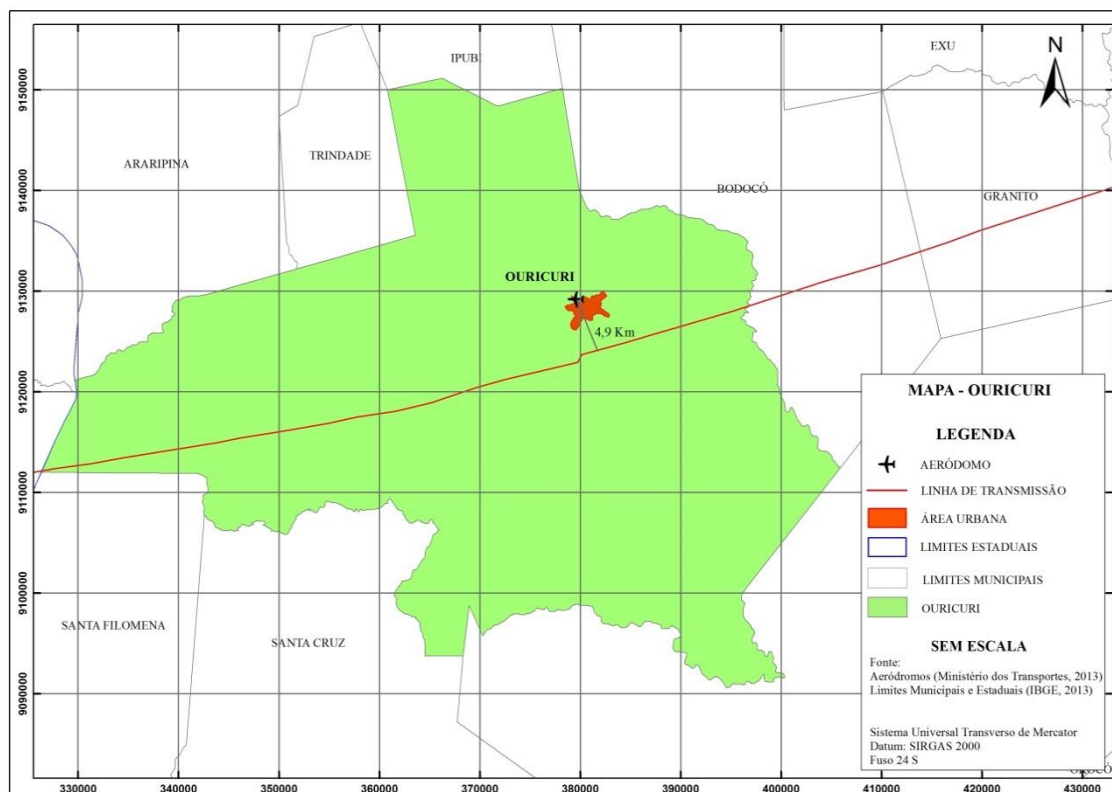 IPUBI
EXU
N
ARARIPINA
TRINDADE
BODOCÓ
GRANITO
OURICURI
4,9 Km
SANTA FILOMENA
SANTA CRUZ
MAPA - OURICURI
LEGENDA
AERÓDOMO
LINHA DE TRANSMISSÃO
ÁREA URBANA
LIMITES ESTADUAIS
LIMITES MUNICIPAIS
OURICURI
SEM ESCALA
Fonte:
Aeródromos (Ministério dos Transportes, 2013)
Limites Municipais e Estaduais (IBGE, 2013)
Sistema Universal Transverso de Mercator
Datum: SIRGAS 2000
Fuso 24 S
9150000
9140000
9130000
9120000
9110000
9100000
9090000
330000 340000 350000 360000 370000 380000 390000 400000 410000 420000 430000